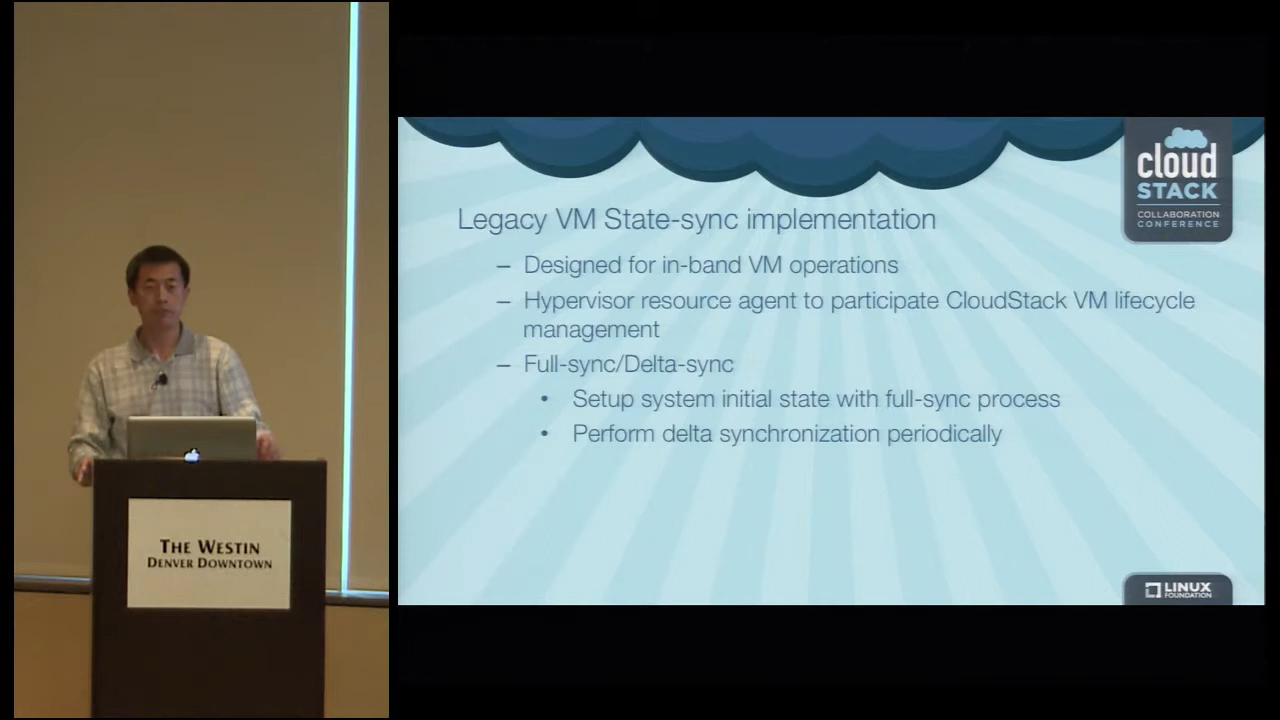 THE WESTIN
DENVER DOWNTOWN
cloud
STACK
COLLABORATION
CONFERENCE
Legacy VM State-sync implementation
– Designed for in-band VM operations
– Hypervisor resource agent to participate CloudStack VM lifecycle
management
– Full-sync/Delta-sync
• Setup system initial state with full-sync process
• Perform delta synchronization periodically
LINUX
FOUNDATION